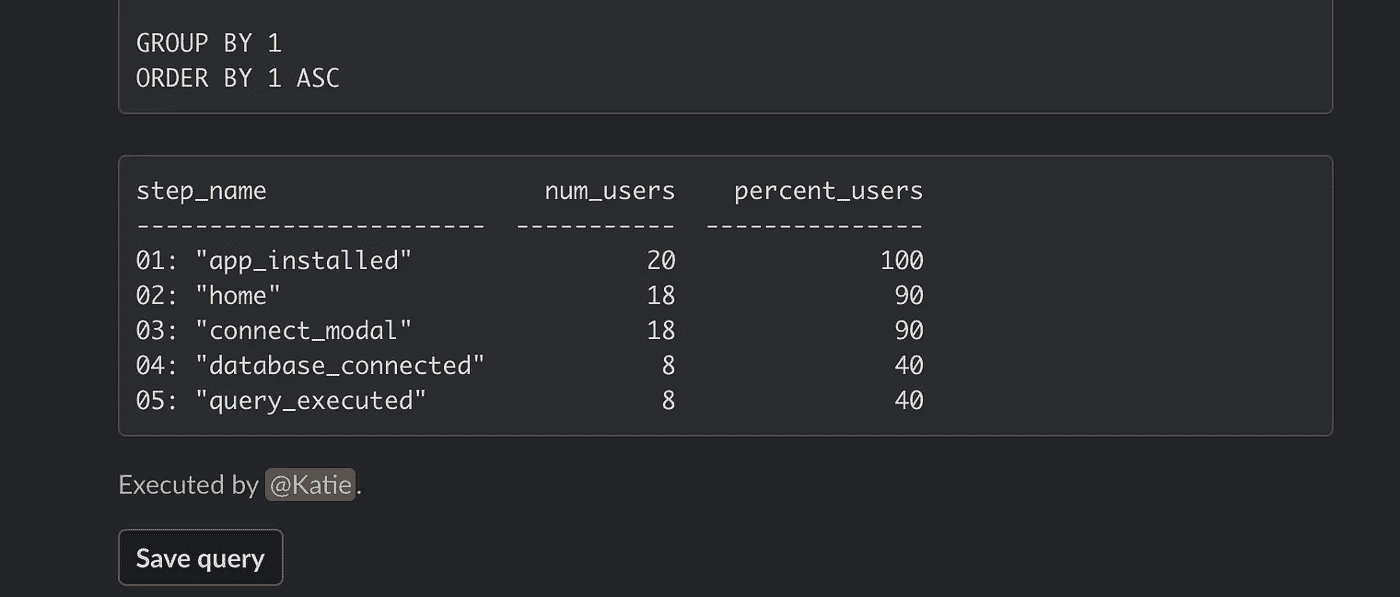 GROUP BY 1
ORDER BY 1 ASC
step_name num_users percent_users
------------------------ ----------- ---------------
01: "app_installed" 20 100
02: "home" 18 90
03: "connect_modal" 18 90
04: "database_connected" 8 40
05: "query_executed" 8 40
Executed by @Katie.
Save query